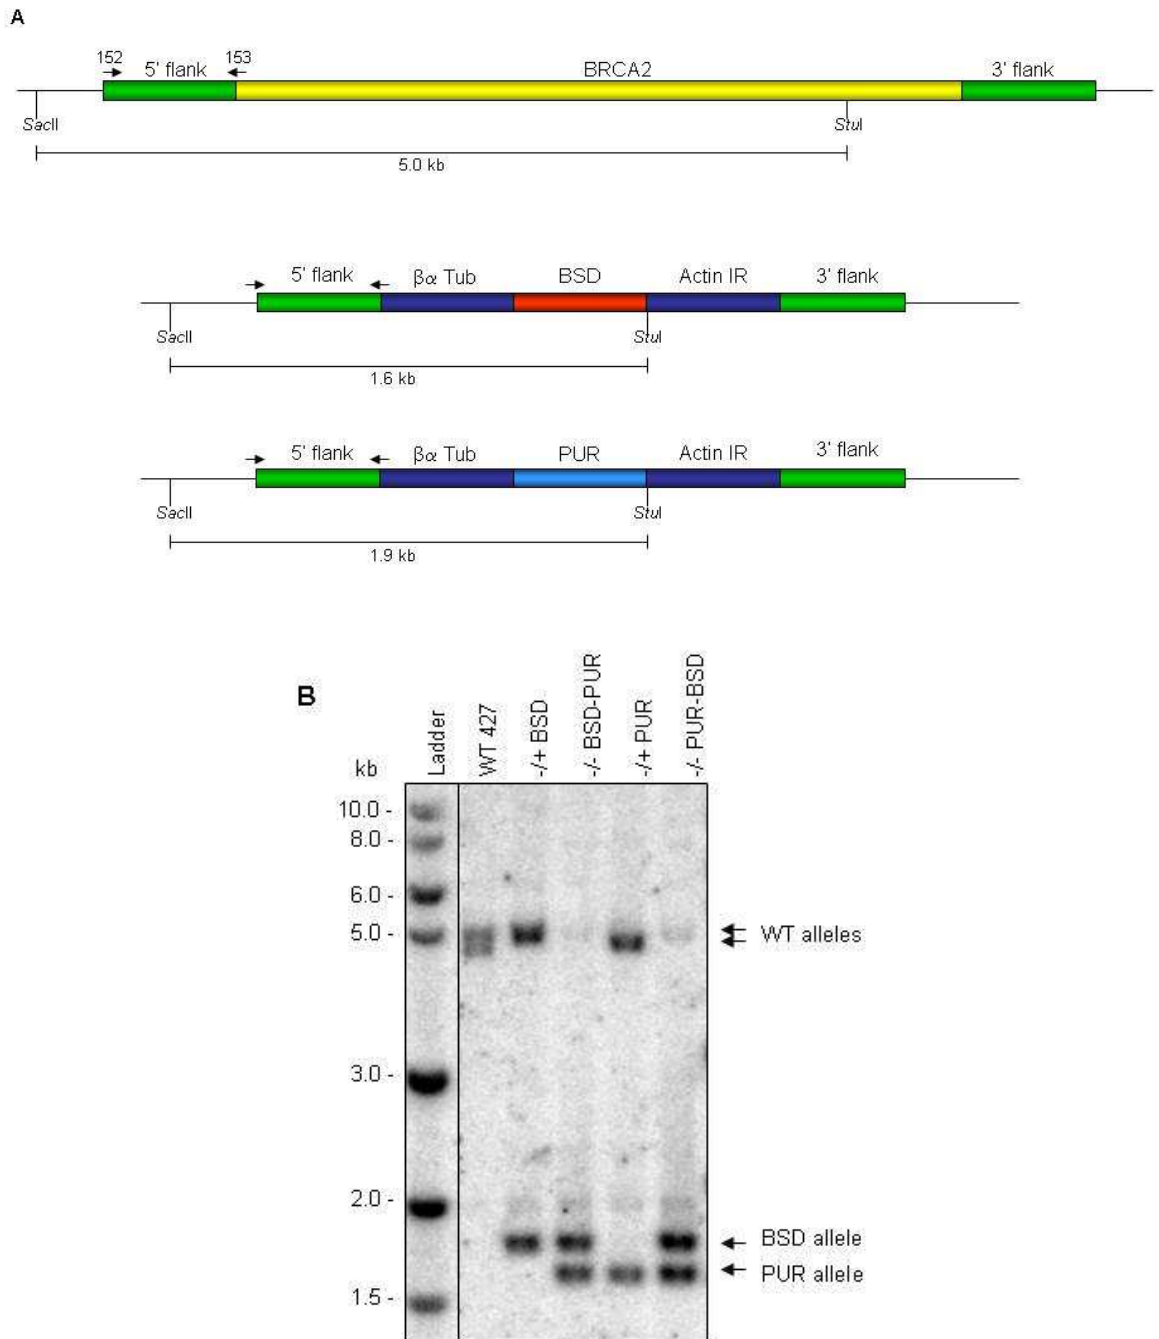 A
152 5' flank 153 BRCA2 3' flank
SacII StuI
5.0 kb
5' flank βα Tub BSD Actin IR 3' flank
SacII StuI
1.6 kb
5' flank βα Tub PUR Actin IR 3' flank
SacII StuI
1.9 kb
B
kb
Ladder
WT 427
-/+ BSD
-/- BSD-PUR
-/+ PUR
-/- PUR-BSD
10.0 -
8.0 -
6.0 -
5.0 -
3.0 -
2.0 -
1.5 -
WT alleles
BSD allele
PUR allele